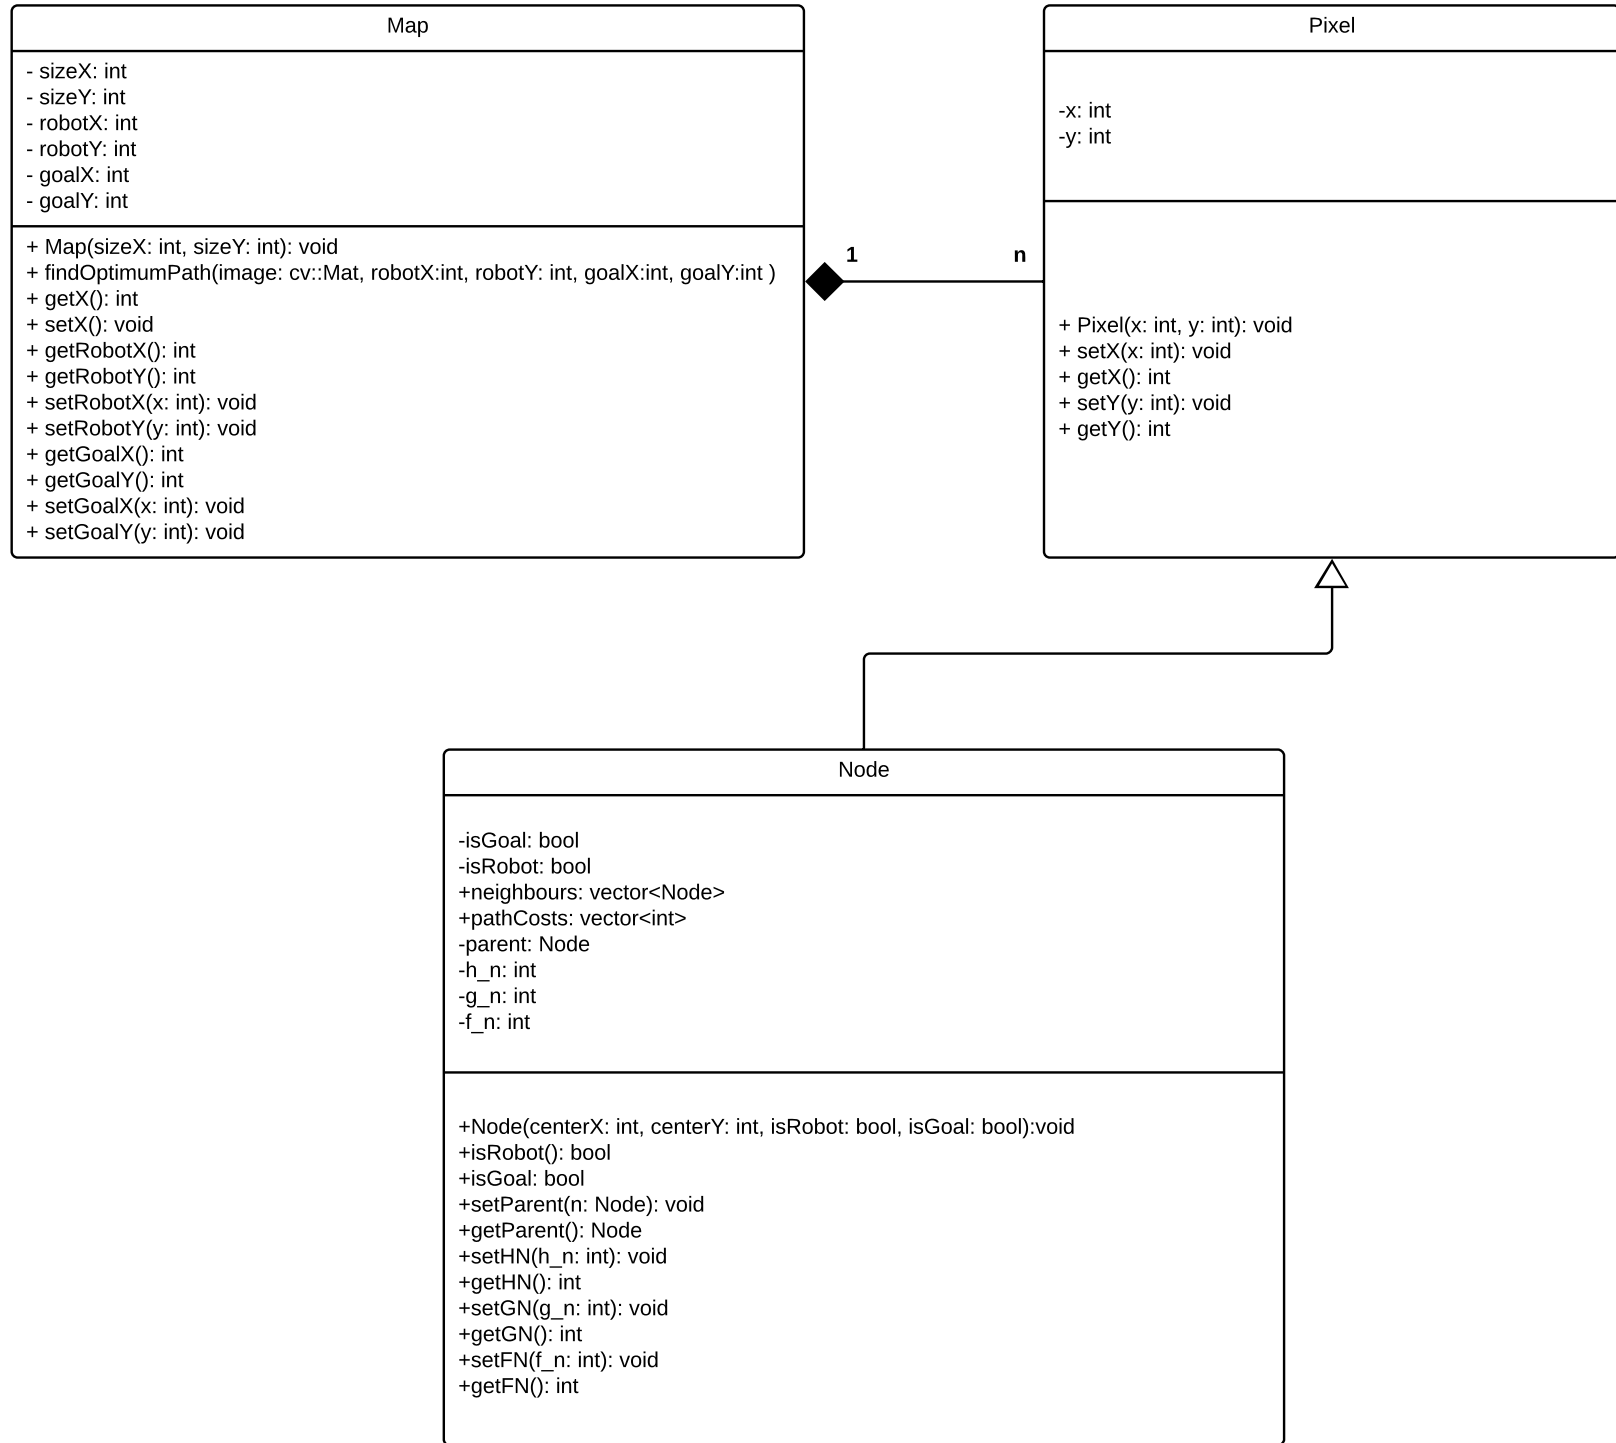 Map
- sizeX: int
- sizeY: int
- robotX: int
- robotY: int
- goalX: int
- goalY: int
+ Map(sizeX: int, sizeY: int): void
+ findOptimumPath(image: cv::Mat, robotX:int, robotY: int, goalX:int, goalY:int )
+ getX(): int
+ setX(): void
+ getRobotX(): int
+ getRobotY(): int
+ setRobotX(x: int): void
+ setRobotY(y: int): void
+ getGoalX(): int
+ getGoalY(): int
+ setGoalX(x: int): void
+ setGoalY(y: int): void
1
n
Pixel
-x: int
-y: int
+ Pixel(x: int, y: int): void
+ setX(x: int): void
+ getX(): int
+ setY(y: int): void
+ getY(): int
Node
-isGoal: bool
-isRobot: bool
+neighbours: vector<Node>
+pathCosts: vector<int>
-parent: Node
-h_n: int
-g_n: int
-f_n: int
+Node(centerX: int, centerY: int, isRobot: bool, isGoal: bool):void
+isRobot(): bool
+isGoal: bool
+setParent(n: Node): void
+getParent(): Node
+setHN(h_n: int): void
+getHN(): int
+setGN(g_n: int): void
+getGN(): int
+setFN(f_n: int): void
+getFN(): int